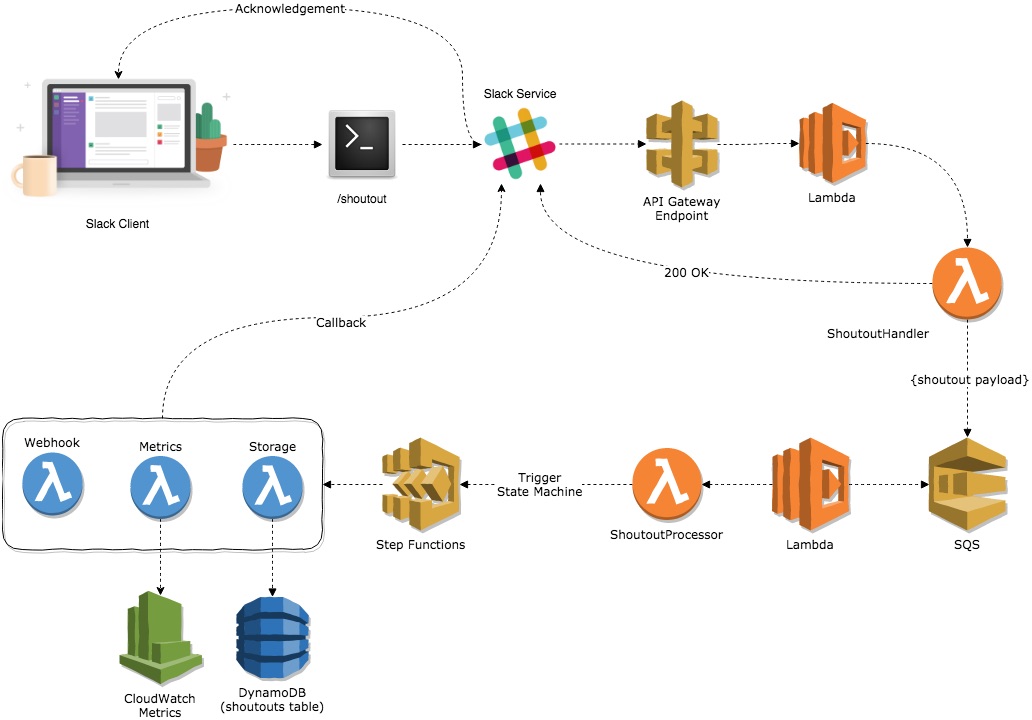 Acknowledgement
Slack Client
/shoutout
Slack Service
API Gateway
Endpoint
Lambda
200 OK
ShoutoutHandler
{shoutout payload}
Callback
Webhook
Metrics
Storage
Step Functions
Trigger
State Machine
ShoutoutProcessor
Lambda
SQS
CloudWatch
Metrics
DynamoDB
(shoutouts table)